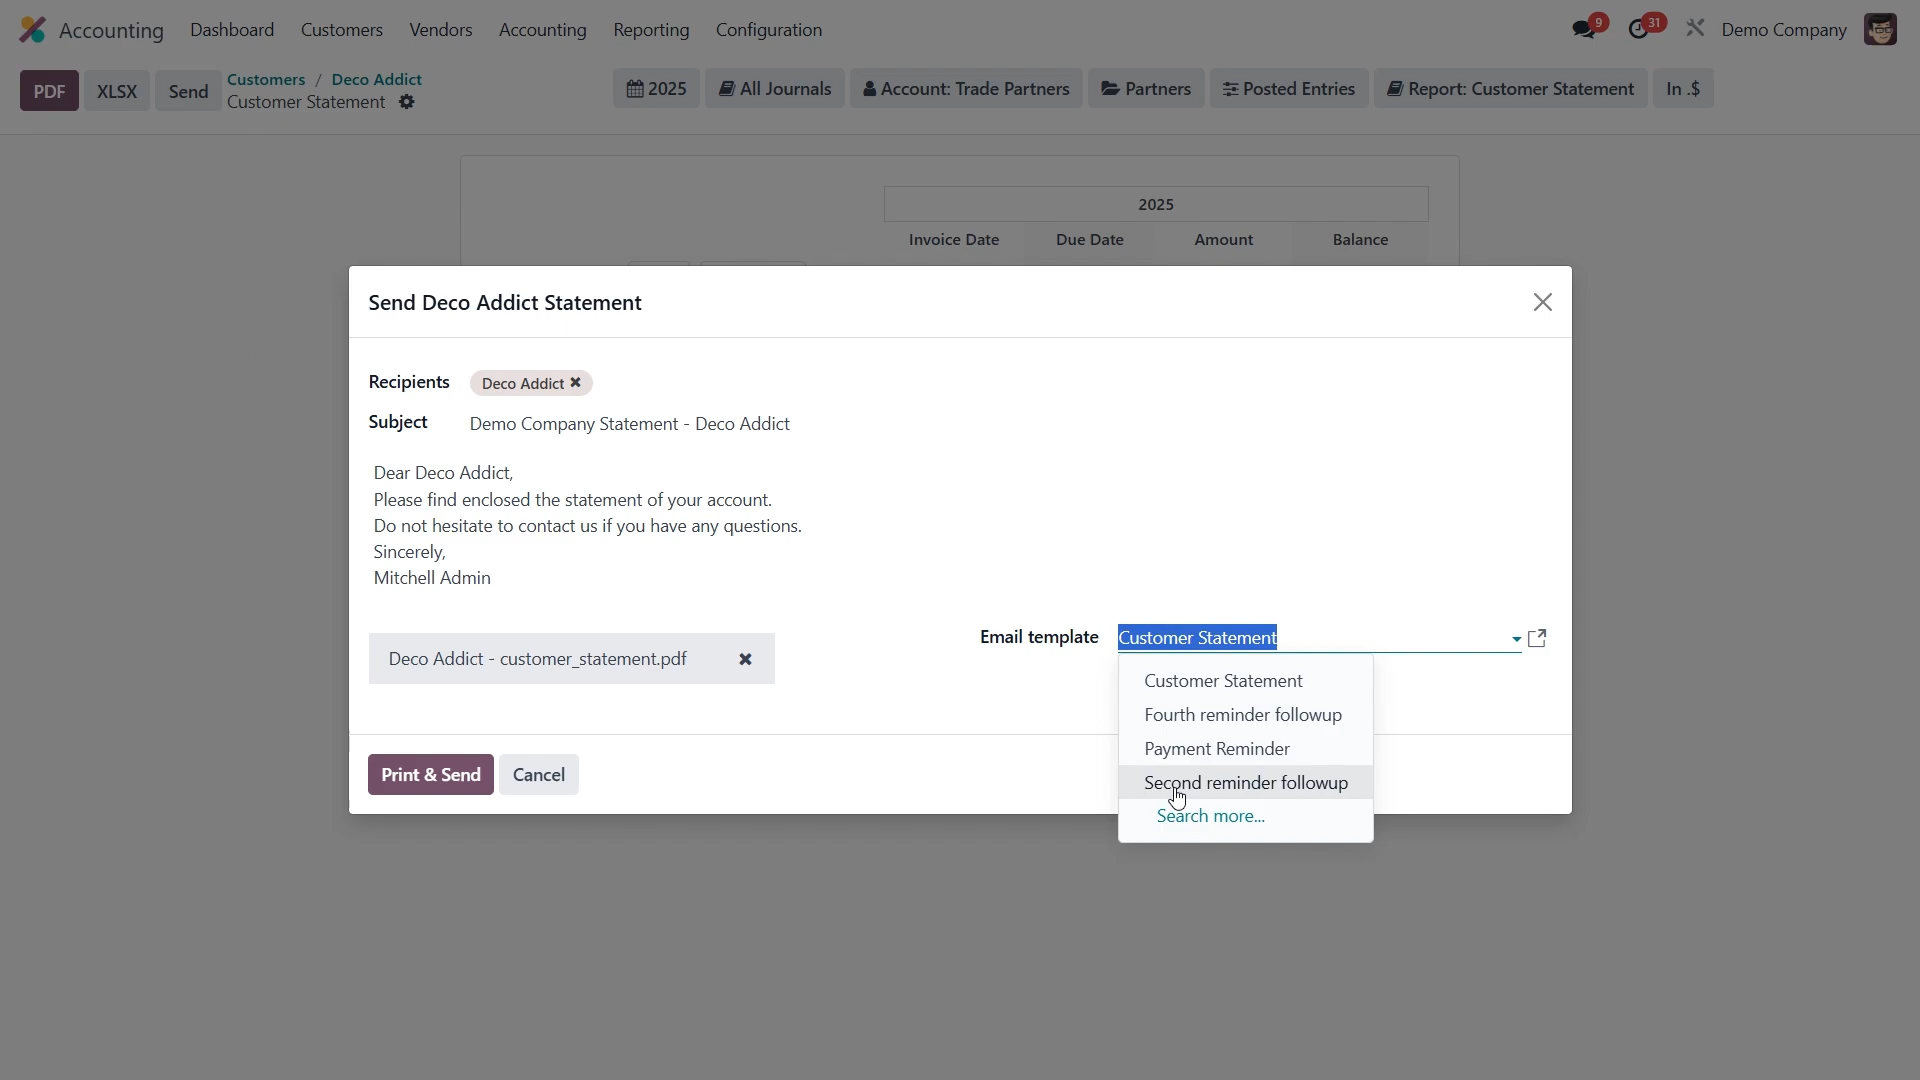 Accounting Dashboard Customers Vendors Accounting Reporting Configuration 9 31 Demo Company
PDF XLSX Send Customers / Deco Addict
Customer Statement
2025 All Journals Account: Trade Partners Partners Posted Entries Report: Customer Statement In .$
2025
Invoice Date Due Date Amount Balance
Send Deco Addict Statement
Recipients Deco Addict
Subject Demo Company Statement - Deco Addict
Dear Deco Addict,
Please find enclosed the statement of your account.
Do not hesitate to contact us if you have any questions.
Sincerely,
Mitchell Admin
Deco Addict - customer_statement.pdf
Email template Customer Statement
Customer Statement
Fourth reminder followup
Payment Reminder
Second reminder followup
Search more...
Print & Send Cancel